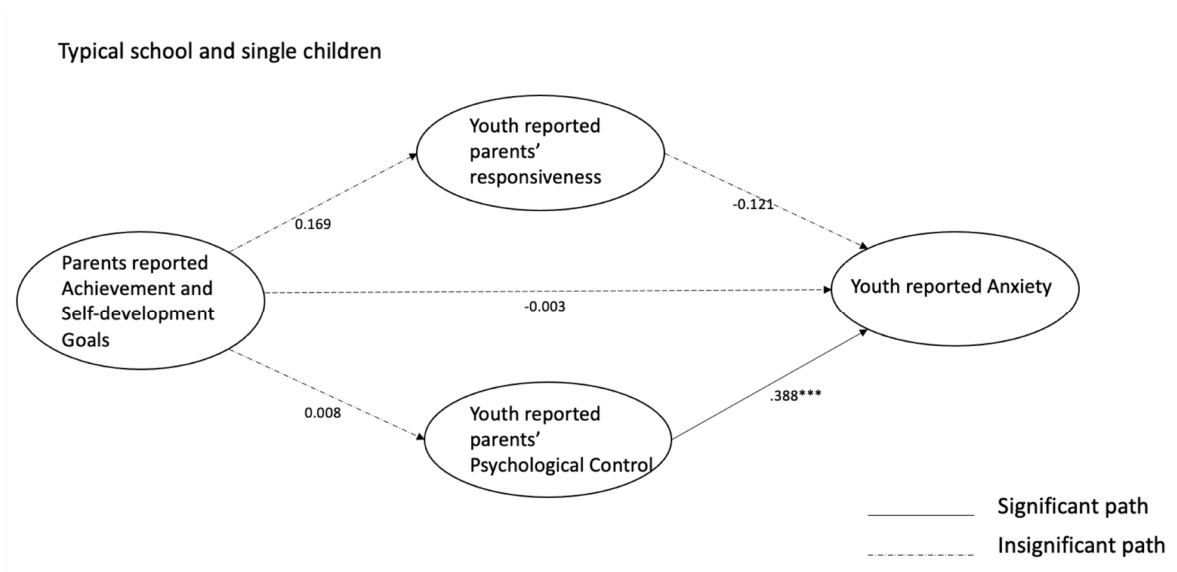 Typical school and single children
Youth reported
parents’
responsiveness
-0.121
0.169
Parents reported
Achievement and
Self-development
Goals
Youth reported Anxiety
-0.003
.388***
0.008
Youth reported
parents’
Psychological Control
Significant path
Insignificant path